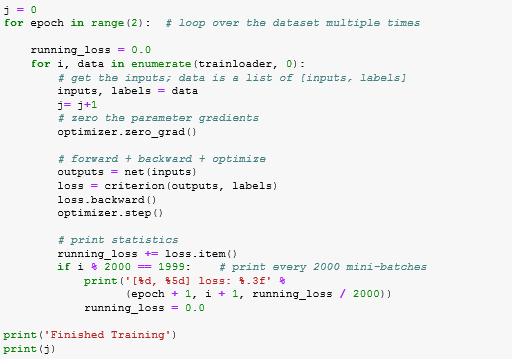 j = 0
for epoch in range(2):  # loop over the dataset multiple times
    running_loss = 0.0
    for i, data in enumerate(trainloader, 0):
        # get the inputs; data is a list of [inputs, labels]
        inputs, labels = data
        j= j+1
        # zero the parameter gradients
        optimizer.zero_grad()
        # forward + backward + optimize
        outputs = net(inputs)
        loss = criterion(outputs, labels)
        loss.backward()
        optimizer.step()
        # print statistics
        running_loss += loss.item()
        if i % 2000 == 1999:    # print every 2000 mini-batches
            print('[%d, %5d] loss: %.3f' %
                  (epoch + 1, i + 1, running_loss / 2000))
            running_loss = 0.0
print('Finished Training')
print(j)